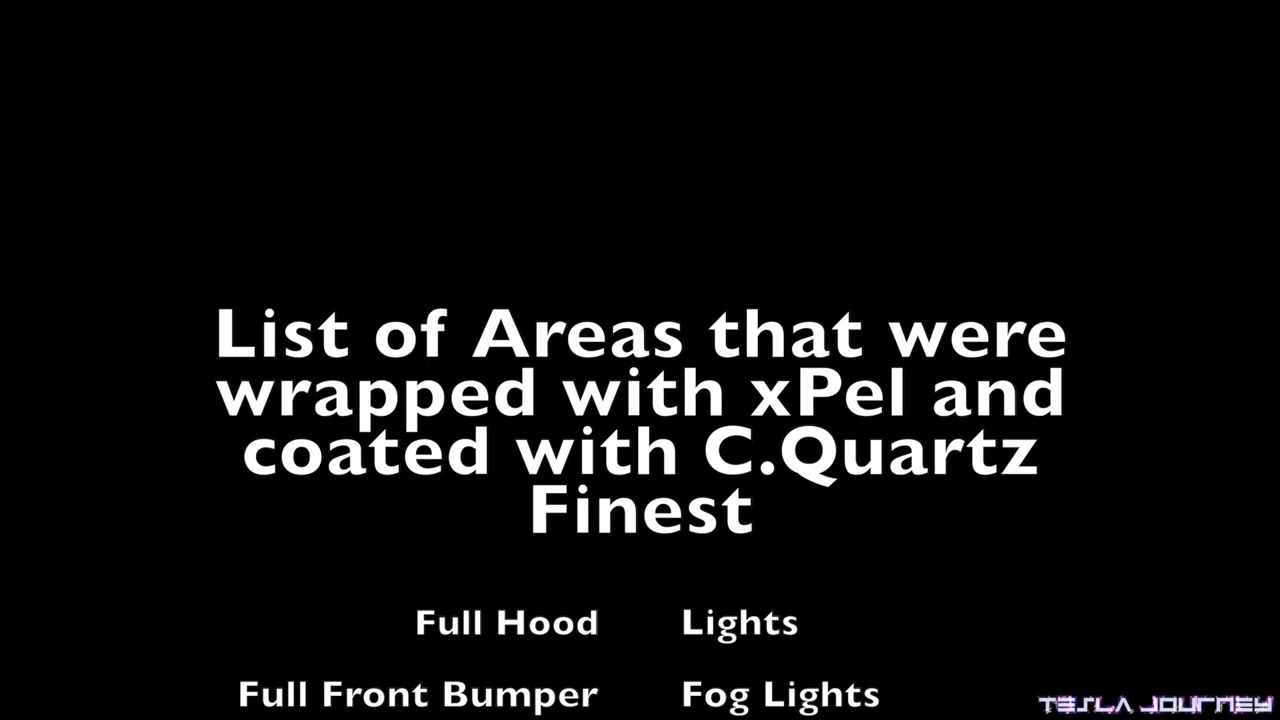 List of Areas that were
wrapped with xPel and
coated with C.Quartz
Finest
Full Hood Lights
Full Front Bumper Fog Lights
TESLA JOURNEY